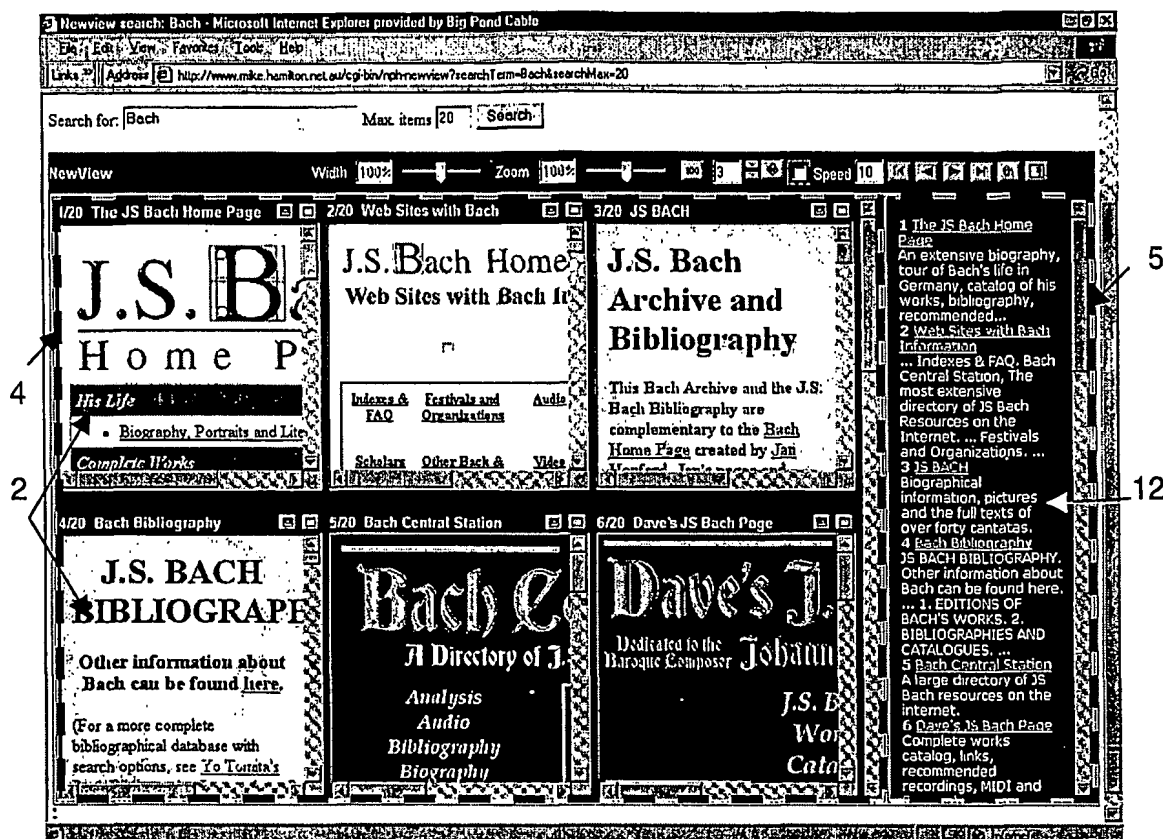 Newview search: Bach - Microsoft Internet Explorer provided by Big Pond Cable
File Edit View Favorites Tools Help
Links » Address http://www.mike.hamilton.net.au/cgi-bin/nph-newview?searchTerm=Bach&searchMax=20
Search for: Bach Max. items 20 Search
NewView Width 100% Zoom 100% 100 3 Speed 10
1/20 The JS Bach Home Page
J.S. Ba
Home P
His Life
Biography, Portraits and Lite
Complete Works
2/20 Web Sites with Bach
J.S. Bach Home
Web Sites with Bach In
Indexes & FAQ
Festivals and Organizations
Audio
Scholars
Other Bach &
Video
3/20 JS BACH
J.S. Bach
Archive and
Bibliography
This Bach Archive and the J.S.
Bach Bibliography are
complementary to the Bach
Home Page created by Jan
4/20 Bach Bibliography
J.S. BACH
BIBLIOGRAPH
Other information about
Bach can be found here.
(For a more complete
bibliographical database with
search options, see Yo Tomita's
5/20 Bach Central Station
Bach Ce
A Directory of J.
Analysis
Audio
Bibliography
Biography
6/20 Dave's JS Bach Page
Dave's J.
Dedicated to the
Baroque Composer Johann
J.S. B
Wor
Cata
1 The JS Bach Home
Page
An extensive biography,
tour of Bach's life in
Germany, catalog of his
works, bibliography,
recommended...
2 Web Sites with Bach
Information
... Indexes & FAQ. Bach
Central Station, The
most extensive
directory of JS Bach
Resources on the
Internet. ... Festivals
and Organizations. ...
3 JS BACH
Biographical
information, pictures
and the full texts of
over forty cantatas.
4 Bach Bibliography
JS BACH BIBLIOGRAPHY.
Other information about
Bach can be found here.
... 1. EDITIONS OF
BACH'S WORKS. 2.
BIBLIOGRAPHIES AND
CATALOGUES. ...
5 Bach Central Station
A large directory of JS
Bach resources on the
internet.
6 Dave's JS Bach Page
Complete works
catalog, links,
recommended
recordings, MIDI and
5
4
2
12